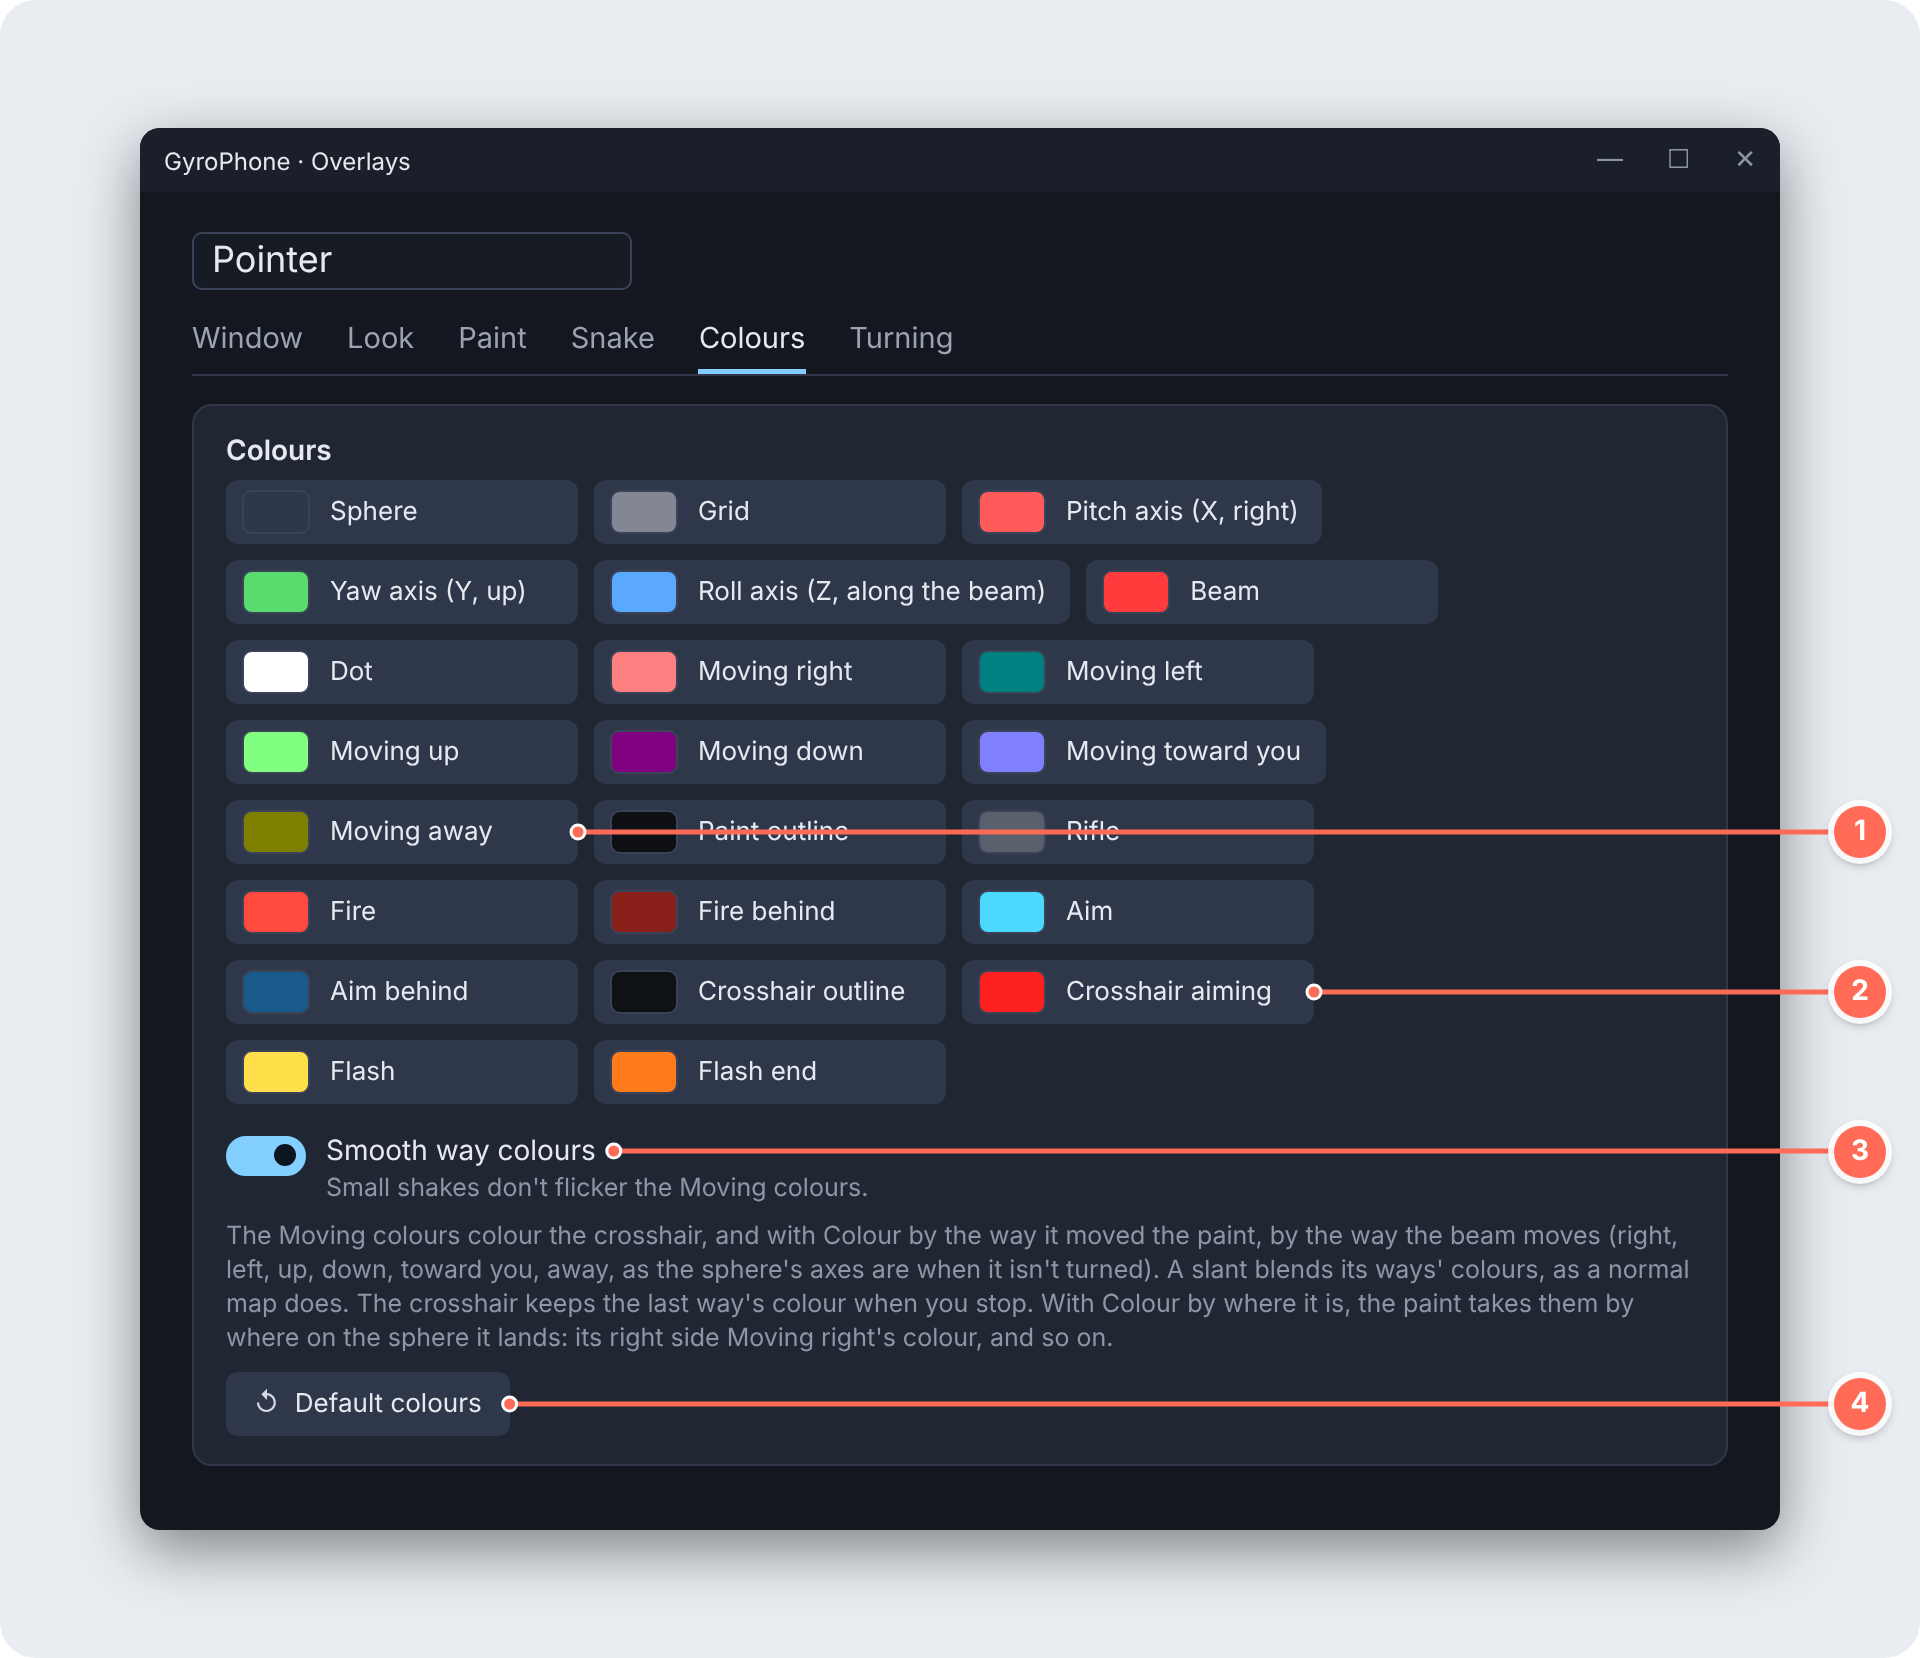 GyroPhone · Overlays
Pointer
Window Look Paint Snake Colours Turning
Colours
Sphere Grid Pitch axis (X, right)
Yaw axis (Y, up) Roll axis (Z, along the beam) Beam
Dot Moving right Moving left
Moving up Moving down Moving toward you
Moving away Paint outline Rifle 1
Fire Fire behind Aim
Aim behind Crosshair outline Crosshair aiming 2
Flash Flash end
Smooth way colours 3
Small shakes don't flicker the Moving colours.
The Moving colours colour the crosshair, and with Colour by the way it moved the paint, by the way the beam moves (right,
left, up, down, toward you, away, as the sphere's axes are when it isn't turned). A slant blends its ways' colours, as a normal
map does. The crosshair keeps the last way's colour when you stop. With Colour by where it is, the paint takes them by
where on the sphere it lands: its right side Moving right's colour, and so on.
Default colours 4